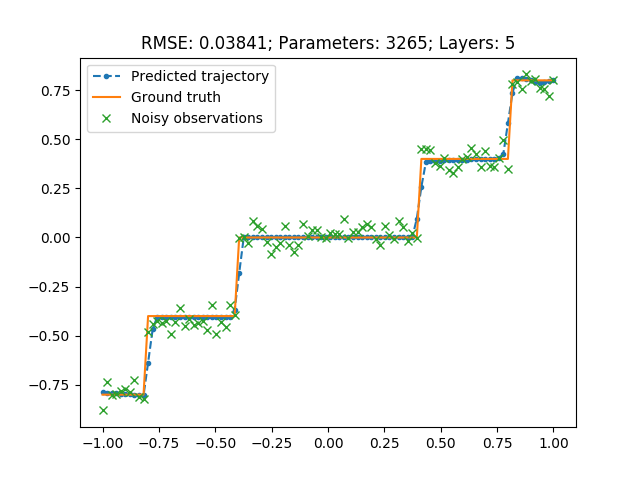 RMSE: 0.03841; Parameters: 3265; Layers: 5
Predicted trajectory
Ground truth
Noisy observations
0.75
0.50
0.25
0.00
−0.25
−0.50
−0.75
−1.00 −0.75 −0.50 −0.25 0.00 0.25 0.50 0.75 1.00